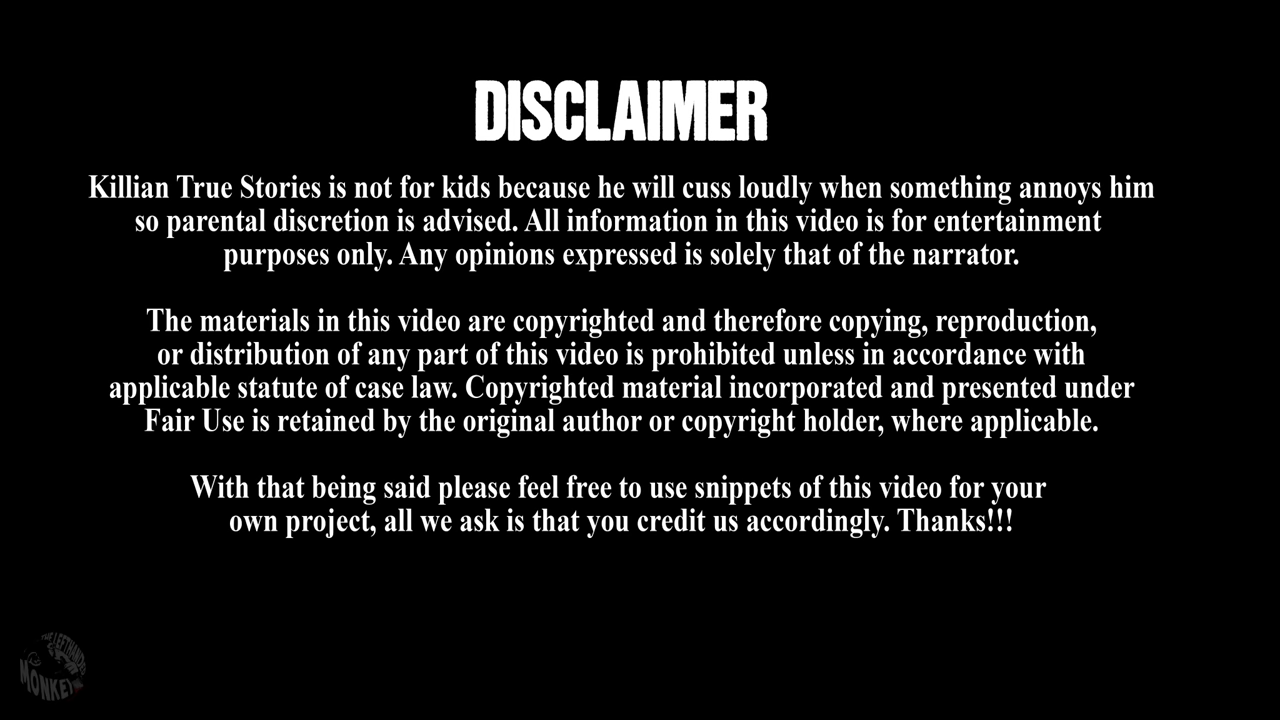 DISCLAIMER
Killian True Stories is not for kids because he will cuss loudly when something annoys him
so parental discretion is advised. All information in this video is for entertainment
purposes only. Any opinions expressed is solely that of the narrator.
The materials in this video are copyrighted and therefore copying, reproduction,
or distribution of any part of this video is prohibited unless in accordance with
applicable statute of case law. Copyrighted material incorporated and presented under
Fair Use is retained by the original author or copyright holder, where applicable.
With that being said please feel free to use snippets of this video for your
own project, all we ask is that you credit us accordingly. Thanks!!!
THE LEFTHANDED
MONKEY